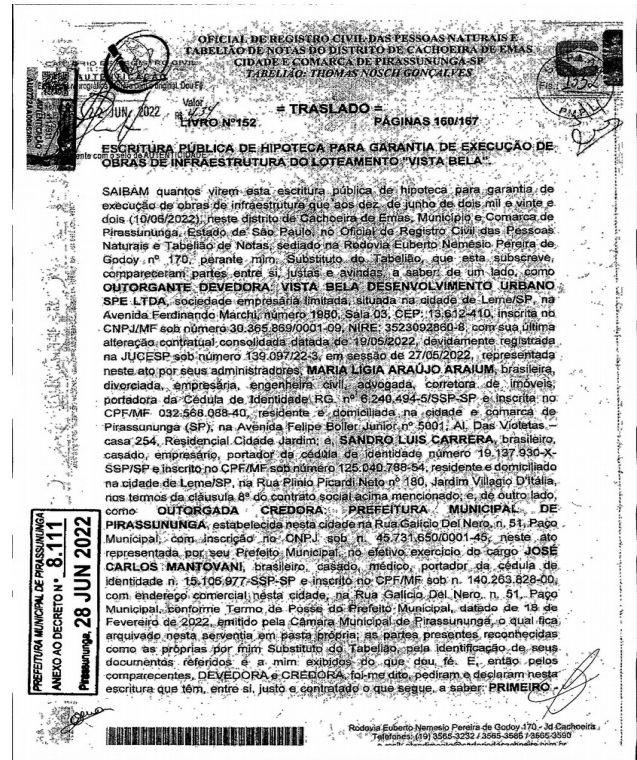 OFICIAL DE REGISTRO CIVIL DAS PESSOAS NATURAIS E
TABELIÃO DE NOTAS DO DISTRITO DE CACHOEIRA DE EMAS
CIDADE E COMARCA DE PIRASSUNUNGA-SP
TABELIÃO: THOMAS NOSCH GONÇALVES
AUTENTICAÇÃO
22 JUN 2022
Valor
= TRASLADO =
LIVRO Nº152 PÁGINAS 160/167
ESCRITURA PÚBLICA DE HIPOTECA PARA GARANTIA DE EXECUÇÃO DE
OBRAS DE INFRAESTRUTURA DO LOTEAMENTO "VISTA BELA".
SAIBAM quantos virem esta escritura pública de hipoteca para garantia de
execução de obras de infraestrutura que aos dez de junho de dois mil e vinte e
dois (10/06/2022), neste distrito de Cachoeira de Emas, Município e Comarca de
Pirassununga, Estado de São Paulo, no Oficial de Registro Civil das Pessoas
Naturais e Tabelião de Notas, sediado na Rodovia Euberto Nemésio Pereira de
Godoy nº 170, perante mim, Substituto do Tabelião, que esta subscreve,
compareceram partes entre si, justas e avindas, a saber: de um lado, como
OUTORGANTE DEVEDORA: VISTA BELA DESENVOLVIMENTO URBANO
SPE LTDA, sociedade empresária limitada, situada na cidade de Leme/SP, na
Avenida Ferdinando Marchi, número 1980, Sala 03, CEP: 13.612-410, inscrita no
CNPJ/MF sob número 30.365.869/0001-09, NIRE: 3523092860-8, com sua última
alteração contratual consolidada datada de 19/05/2022, devidamente registrada
na JUCESP sob número 139.097/22-3, em sessão de 27/05/2022, representada
neste ato por seus administradores, MARIA LÍGIA ARAÚJO ARAIUM, brasileira,
divorciada, empresária, engenheira civil, advogada, corretora de imóveis,
portadora da Cédula de Identidade RG. nº 6.240.494-5/SSP-SP e inscrita no
CPF/MF 032.568.088-40, residente e domiciliada na cidade e comarca de
Pirassununga (SP), na Avenida Felipe Boller Junior nº 5001, Al. Das Violetas –
casa 254, Residencial Cidade Jardim; e, SANDRO LUIS CARRERA, brasileiro,
casado, empresário, portador da cédula de identidade número 19.137.930-X-
SSP/SP e inscrito no CPF/MF sob número 125.040.788-54, residente e domiciliado
na cidade de Leme/SP, na Rua Plinio Picardi Neto nº 180, Jardim Villagio D'itália,
nos termos da cláusula 8ª do contrato social acima mencionado; e, de outro lado,
como OUTORGADA CREDORA: PREFEITURA MUNICIPAL DE
PIRASSUNUNGA, estabelecida nesta cidade na Rua Galício Del Nero, n. 51, Paço
Municipal, com inscrição no CNPJ sob n. 45.731.650/0001-45, neste ato
representada por seu Prefeito Municipal, no efetivo exercício do cargo JOSÉ
CARLOS MANTOVANI, brasileiro, casado, médico, portador da cédula de
identidade n. 15.105.977-SSP-SP e inscrito no CPF/MF sob n. 140.263.828-00,
com endereço comercial nesta cidade, na Rua Galício Del Nero, n. 51, Paço
Municipal, conforme Termo de Posse do Prefeito Municipal, datado de 18 de
Fevereiro de 2022, emitido pela Câmara Municipal de Pirassununga, o qual fica
arquivado nesta serventia em pasta própria; as partes presentes reconhecidas
como as próprias por mim Substituto do Tabelião, pela identificação de seus
documentos referidos e a mim exibidos do que dou fé. E, então pelos
comparecentes, DEVEDORA e CREDORA, foi-me dito, pediram e declaram nesta
escritura que têm, entre si, justo e contratado o que segue, a saber: PRIMEIRO -
PREFEITURA MUNICIPAL DE PIRASSUNUNGA
ANEXO AO DECRETO N.º 8.111
Pirassununga, 28 JUN 2022
Rodovia Euberto Nemesio Pereira de Godoy 170 - Jd Cachoeira
Telefones: (19) 3565-3232 / 3565-3586 / 3565-3590